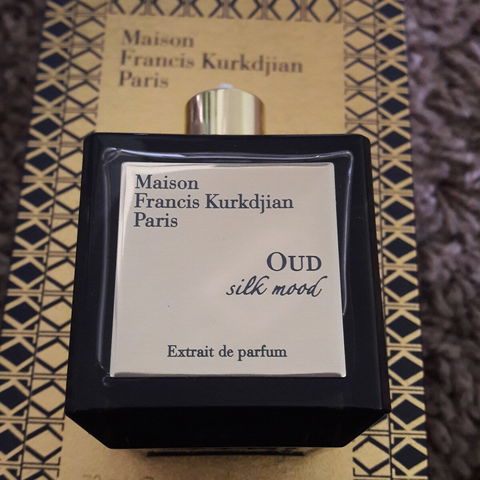 Maison
Francis Kurkdjian
Paris
Maison
Francis Kurkdjian
Paris
OUD
silk mood
Extrait de parfum